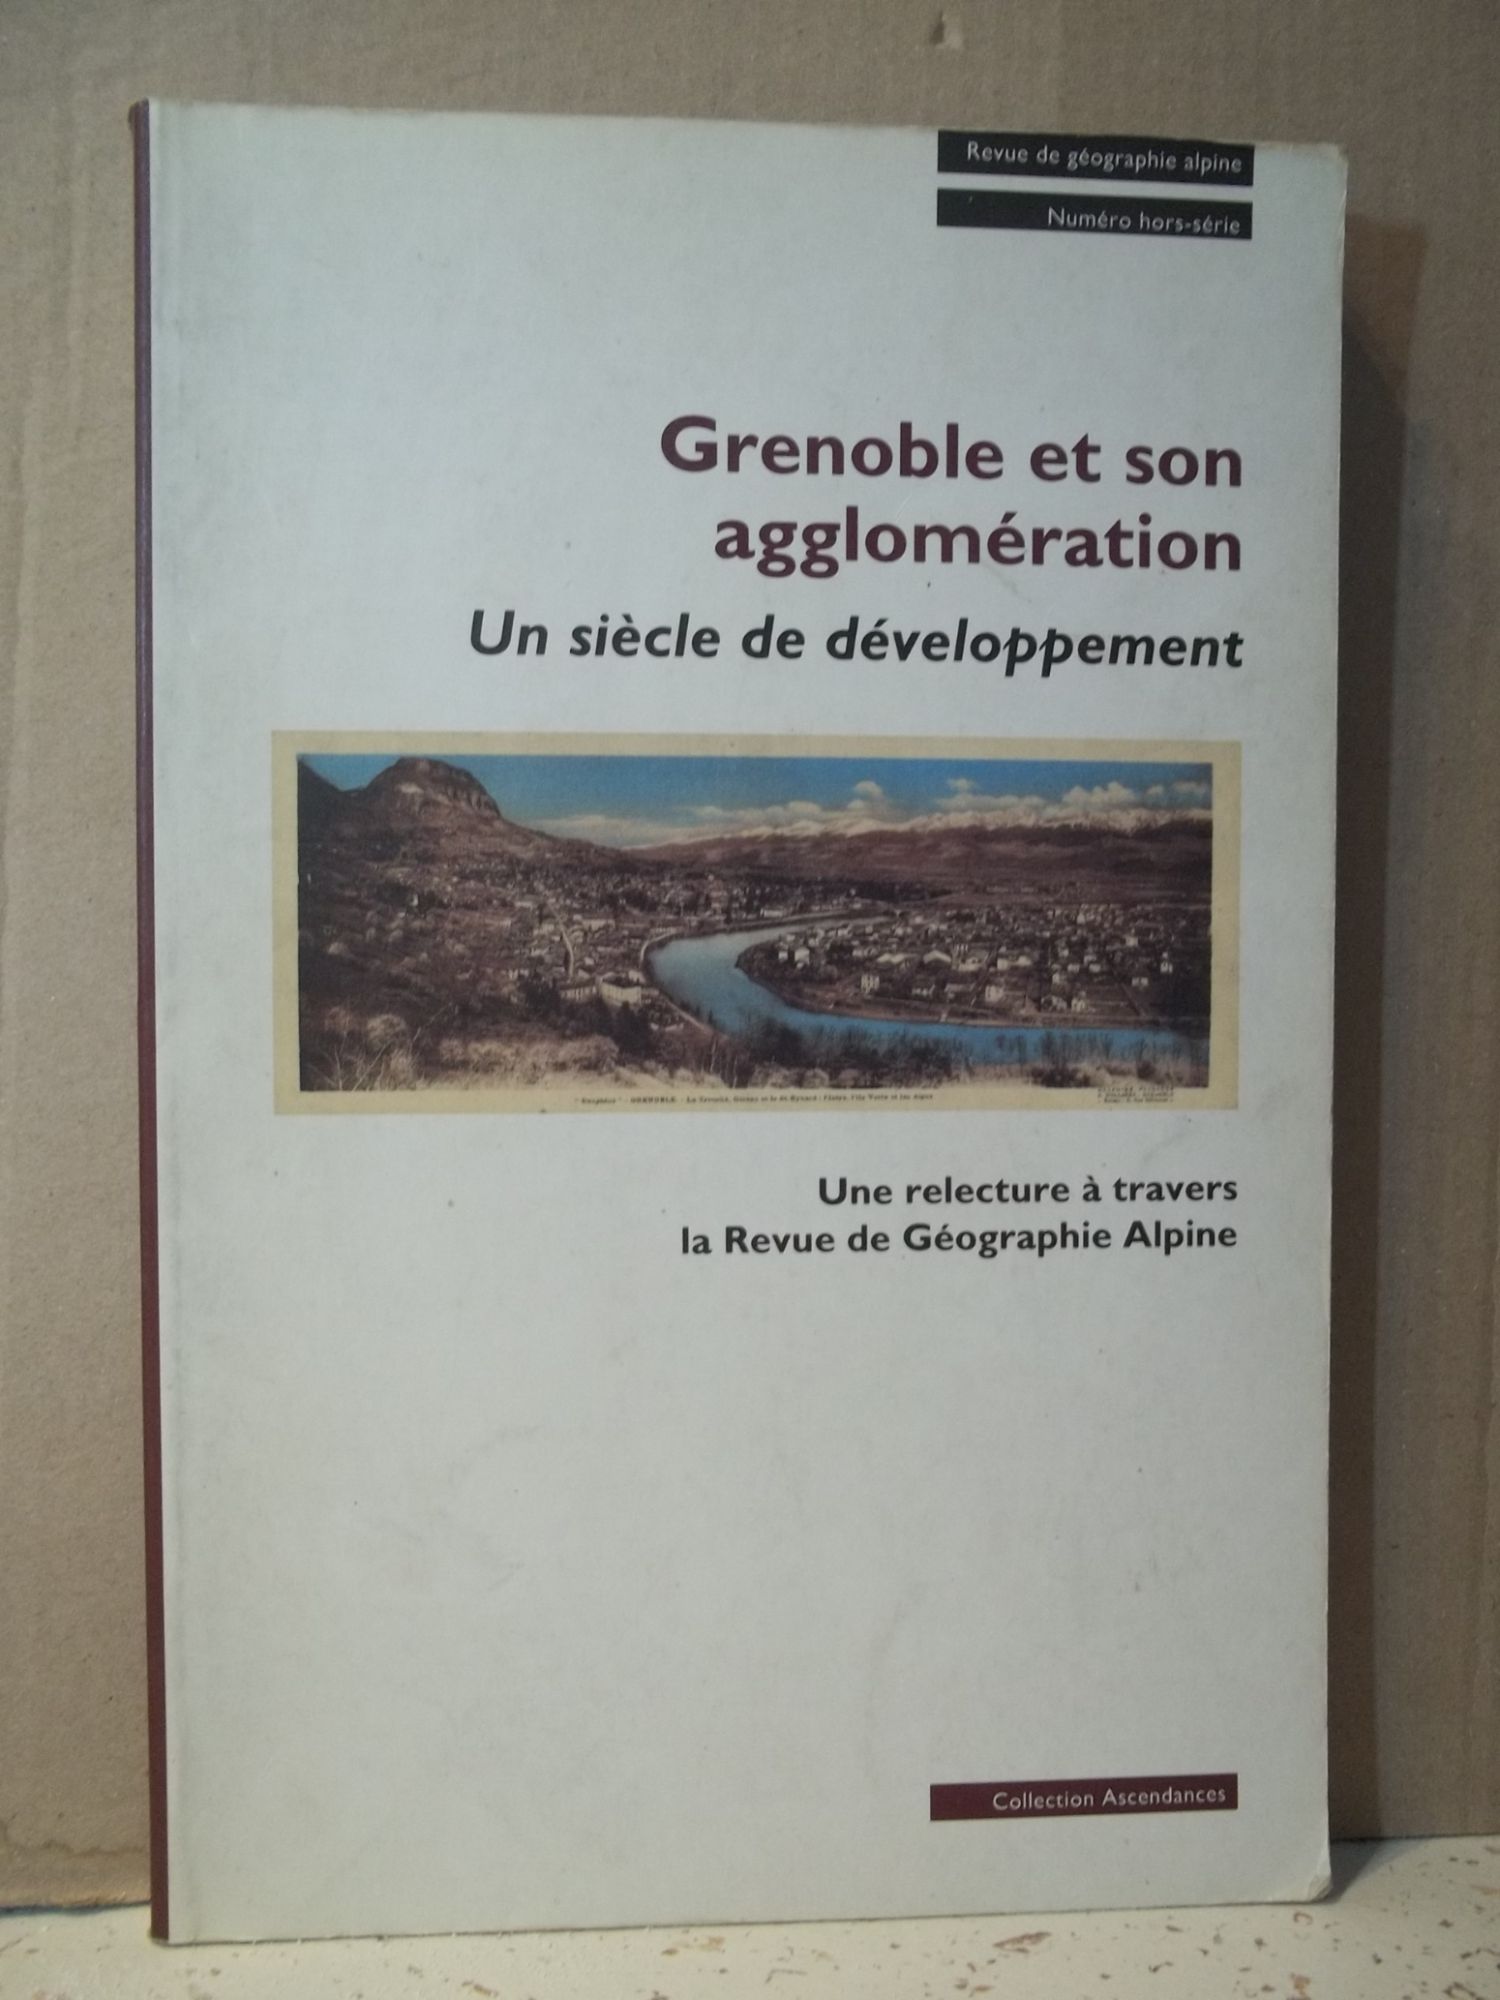 Revue de géographie alpine
Numéro hors-série
Grenoble et son
agglomération
Un siècle de développement
GRENOBLE
Une relecture à travers
la Revue de Géographie Alpine
Collection Ascendances